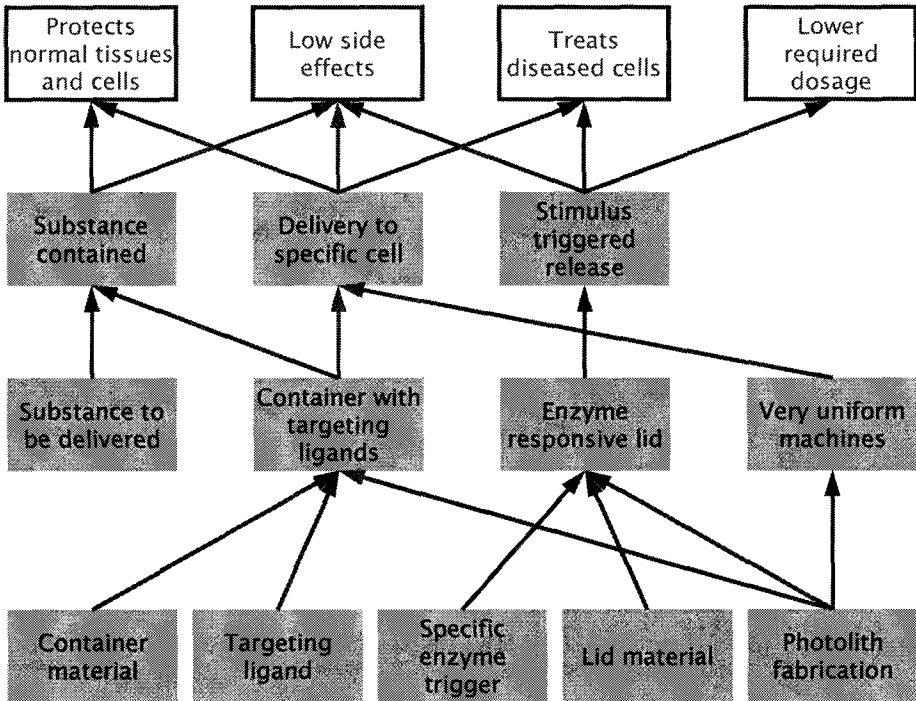 Protects
normal tissues
and cells
Low side
effects
Treats
diseased cells
Lower
required
dosage
Substance
contained
Delivery to
specific cell
Stimulus
triggered
release
Substance to
be delivered
Container with
targeting
ligands
Enzyme
responsive lid
Very uniform
machines
Container
material
Targeting
ligand
Specific
enzyme
trigger
Lid material
Photolith
fabrication